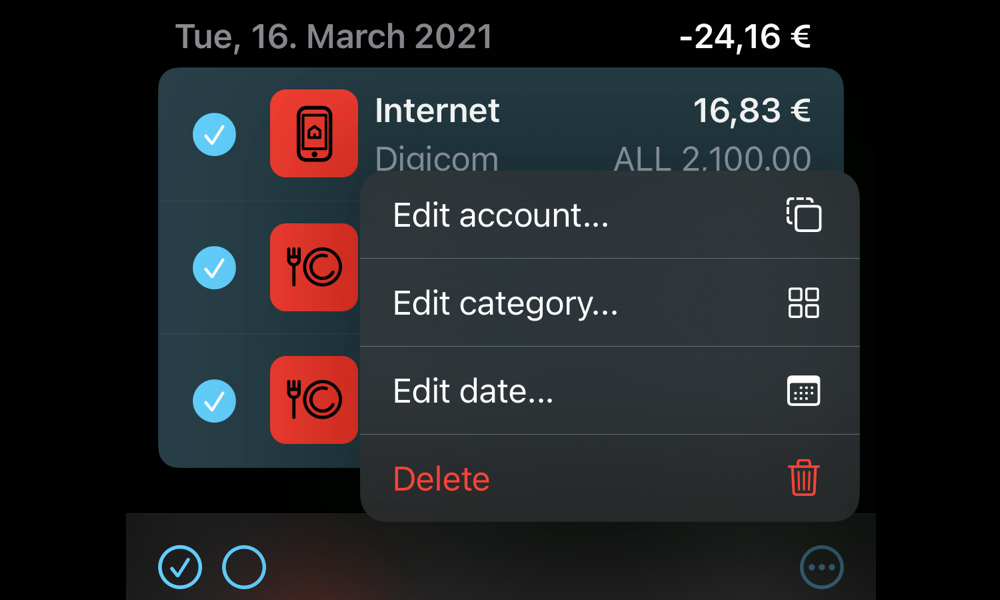 Tue, 16. March 2021 -24,16 €
Internet 16,83 €
Digicom ALL 2,100.00
Edit account...
Edit category...
Edit date...
Delete